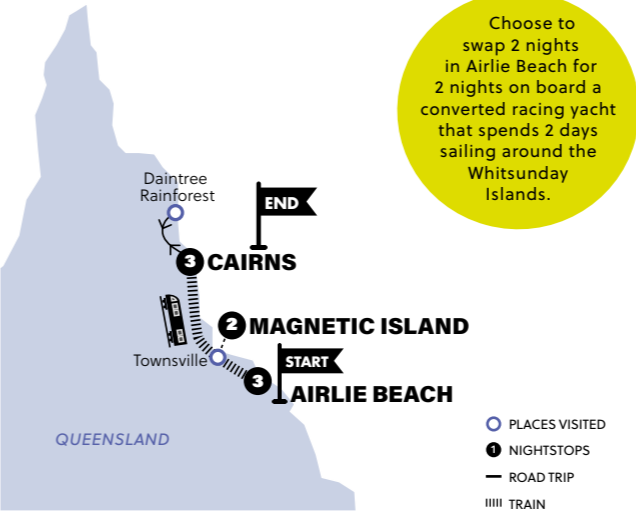 Choose to
swap 2 nights
in Airlie Beach for
2 nights on board a
converted racing yacht
that spends 2 days
sailing around the
Whitsunday
Islands.
Daintree
Rainforest
END
3 CAIRNS
2 MAGNETIC ISLAND
Townsville
START
3
AIRLIE BEACH
QUEENSLAND
PLACES VISITED
1 NIGHTSTOPS
ROAD TRIP
TRAIN